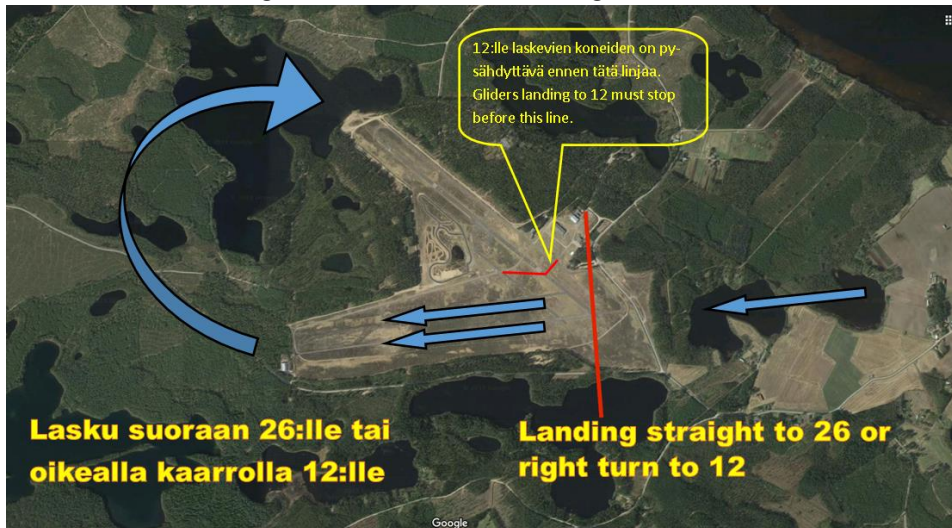 12:lle laskevien koneiden on py-
sähdyttävä ennen tätä linjaa.
Gliders landing to 12 must stop
before this line.
Lasku suoraan 26:lle tai
oikealla kaarrolla 12:lle
Landing straight to 26 or
right turn to 12
Google